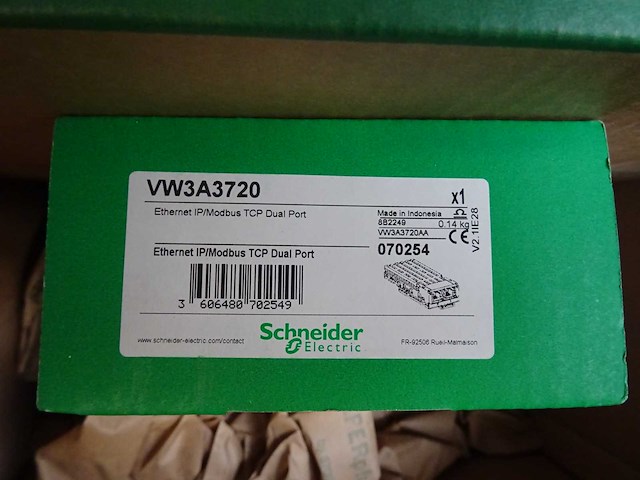 VW3A3720
x1
Ethernet IP/Modbus TCP Dual Port
Made in Indonesia
8B2249
0.14 kg
VW3A3720AA
CE
V2.1IE28
Ethernet IP/Modbus TCP Dual Port
070254
3 606480 702549
Schneider
Electric
www.schneider-electric.com/contact
FR-92506 Rueil-Malmaison